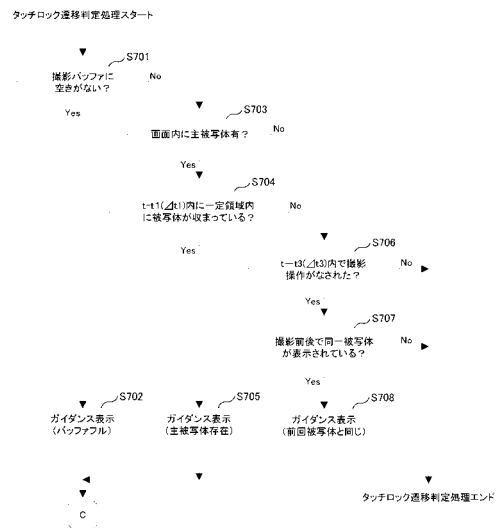 タッチロック遷移判定処理スタート
S701
撮影バッファに
空きがない？
No
Yes
S703
画面内に主被写体有？
No
Yes
S704
t-t1(⊿t1)内に一定領域内
に被写体が収まっている？
No
Yes
S706
t-t3(⊿t3)内で撮影
操作がなされた？
No
Yes
S707
撮影前後で同一被写体
が表示されている？
No
Yes
S702
ガイダンス表示
(バッファフル)
S705
ガイダンス表示
(主被写体存在)
S708
ガイダンス表示
(前回被写体と同じ)
タッチロック遷移判定処理エンド
C